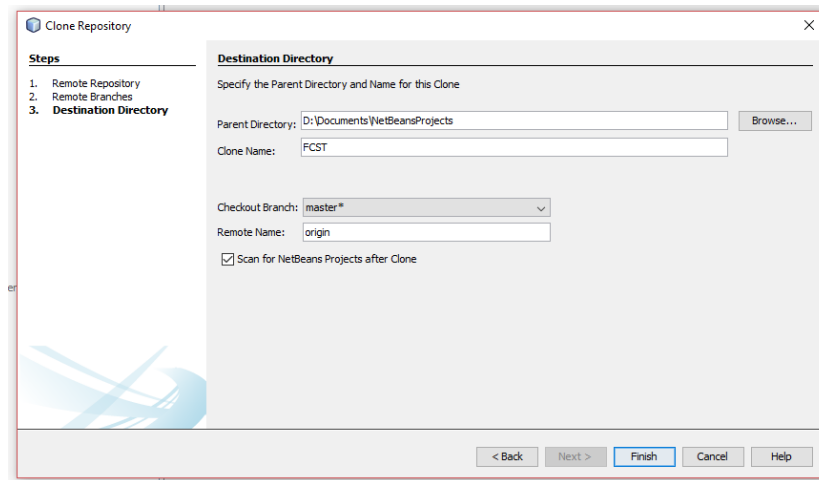 Clone Repository
Steps
1. Remote Repository
2. Remote Branches
3. Destination Directory
Destination Directory
Specify the Parent Directory and Name for this Clone
Parent Directory: D:\Documents\NetBeansProjects Browse...
Clone Name: FCST
Checkout Branch: master*
Remote Name: origin
Scan for NetBeans Projects after Clone
er
< Back Next > Finish Cancel Help